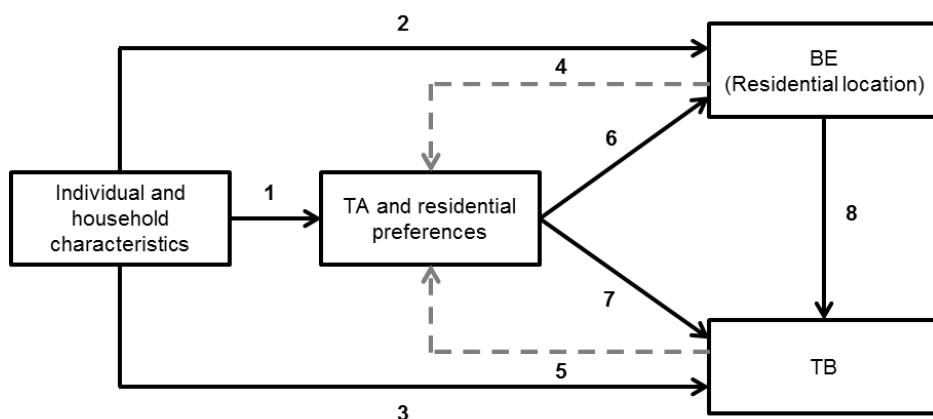 2
BE
(Residential location)
4
6
1
Individual and
household
characteristics
TA and residential
preferences
8
7
TB
5
3